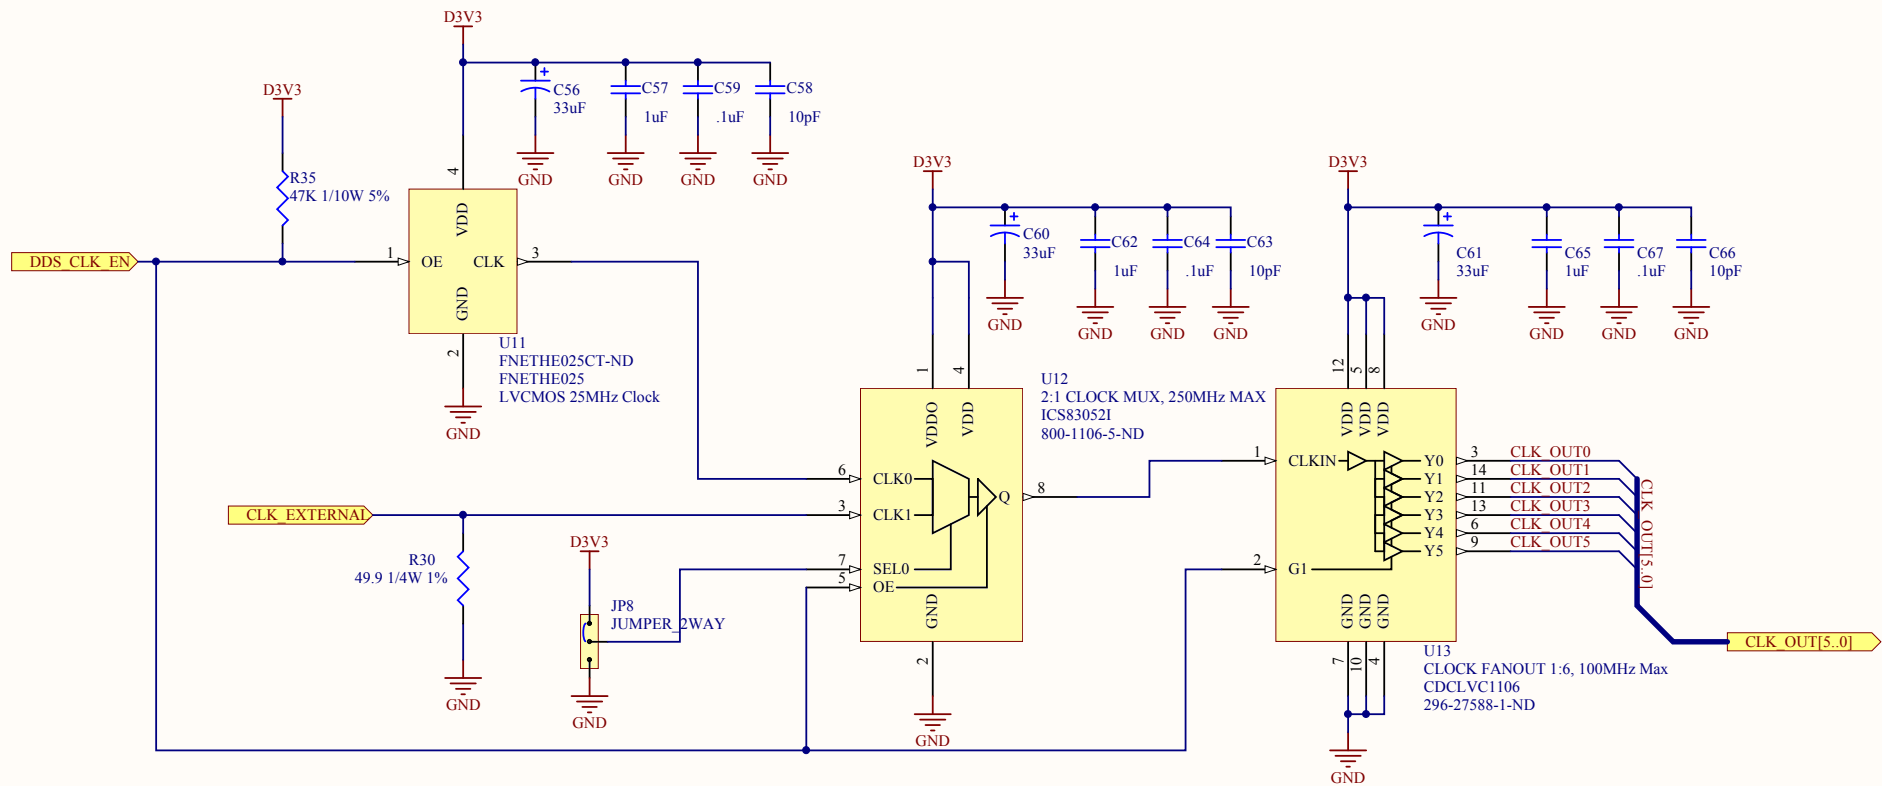 D3V3
C56
33uF
C57
1uF
C59
.1uF
C58
10pF
GND
GND
GND
GND
D3V3
R35
47K 1/10W 5%
DDS_CLK_EN
1
OE
CLK
3
4
VDD
GND
2
U11
FNETHE025CT-ND
FNETHE025
LVCMOS 25MHz Clock
GND
D3V3
C60
33uF
C62
1uF
C64
.1uF
C63
10pF
GND
GND
GND
GND
1
4
U12
2:1 CLOCK MUX, 250MHz MAX
ICS83052I
800-1106-5-ND
VDDO
VDD
6
CLK0
3
CLK1
7
SEL0
5
OE
Q
8
GND
2
GND
CLK_EXTERNAL
R30
49.9 1/4W 1%
GND
D3V3
JP8
JUMPER_2WAY
GND
D3V3
C61
33uF
C65
1uF
C67
.1uF
C66
10pF
GND
GND
GND
GND
12
5
8
VDD
VDD
VDD
1
CLKIN
2
G1
Y0
3
CLK_OUT0
Y1
14
CLK_OUT1
Y2
11
CLK_OUT2
Y3
13
CLK_OUT3
Y4
6
CLK_OUT4
Y5
9
CLK_OUT5
CLK_OUT[5..0]
CLK_OUT[5..0]
GND
GND
GND
7
10
4
U13
CLOCK FANOUT 1:6, 100MHz Max
CDCLVC1106
296-27588-1-ND
GND